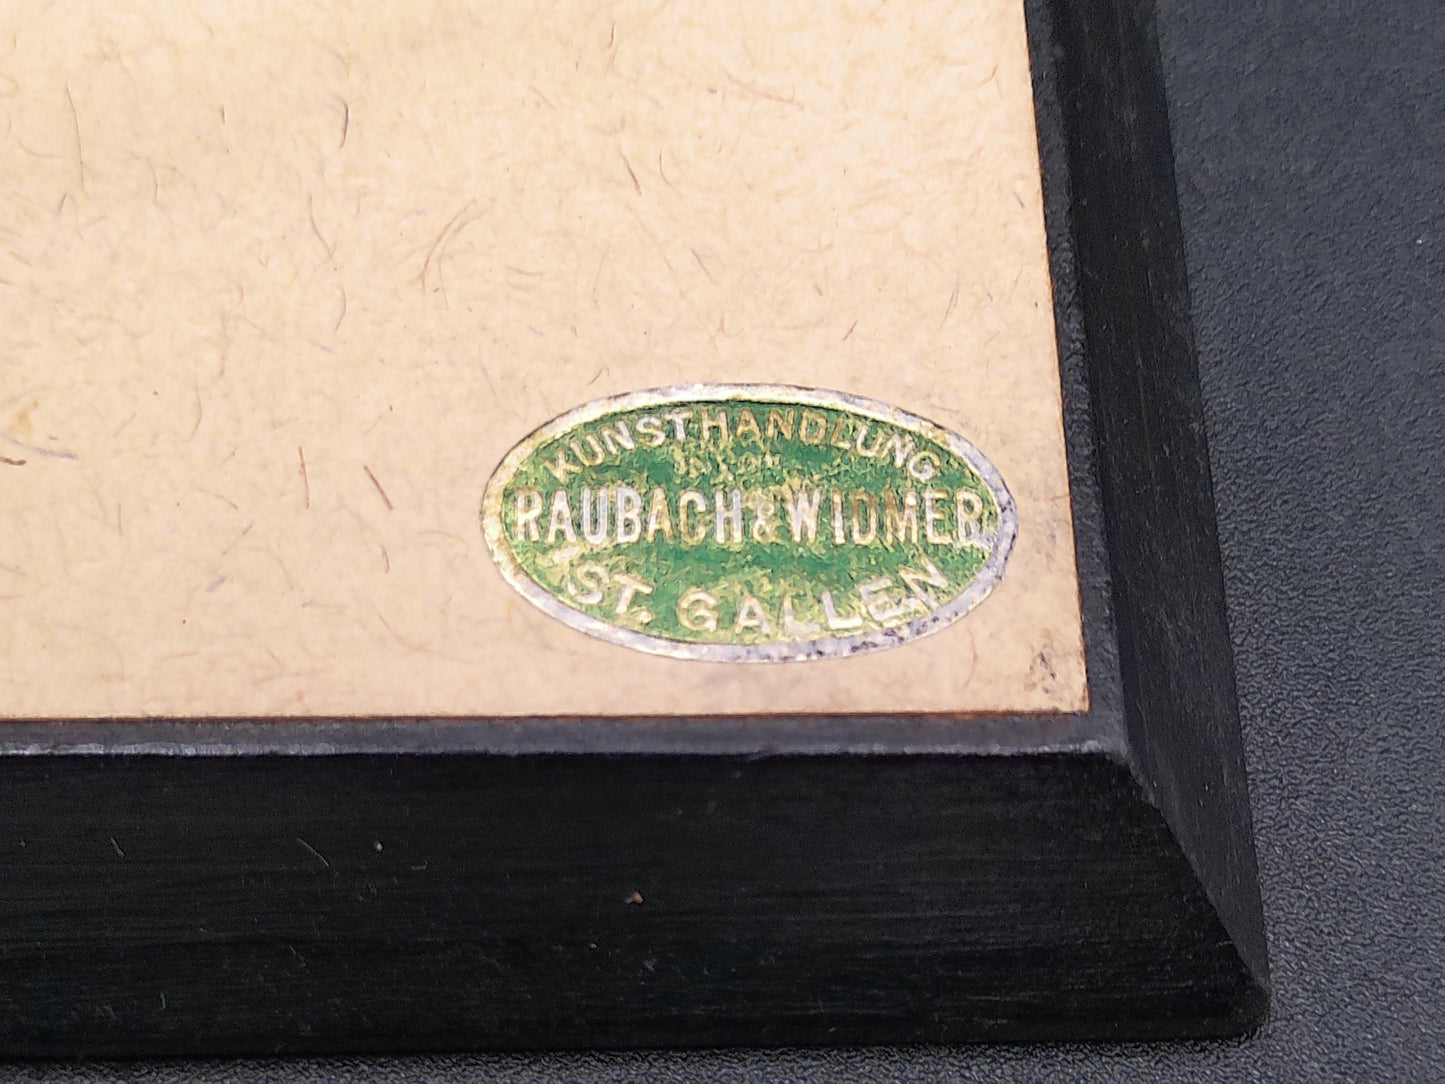 KUNSTHANDLUNG
RAUBACH & WIDMER
ST. GALLEN